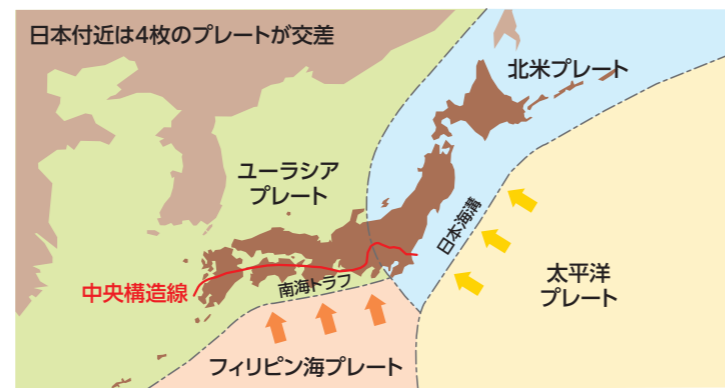 日本付近は4枚のプレートが交差
北米プレート
ユーラシア
プレート
日本海溝
太平洋
プレート
中央構造線
南海トラフ
フィリピン海プレート